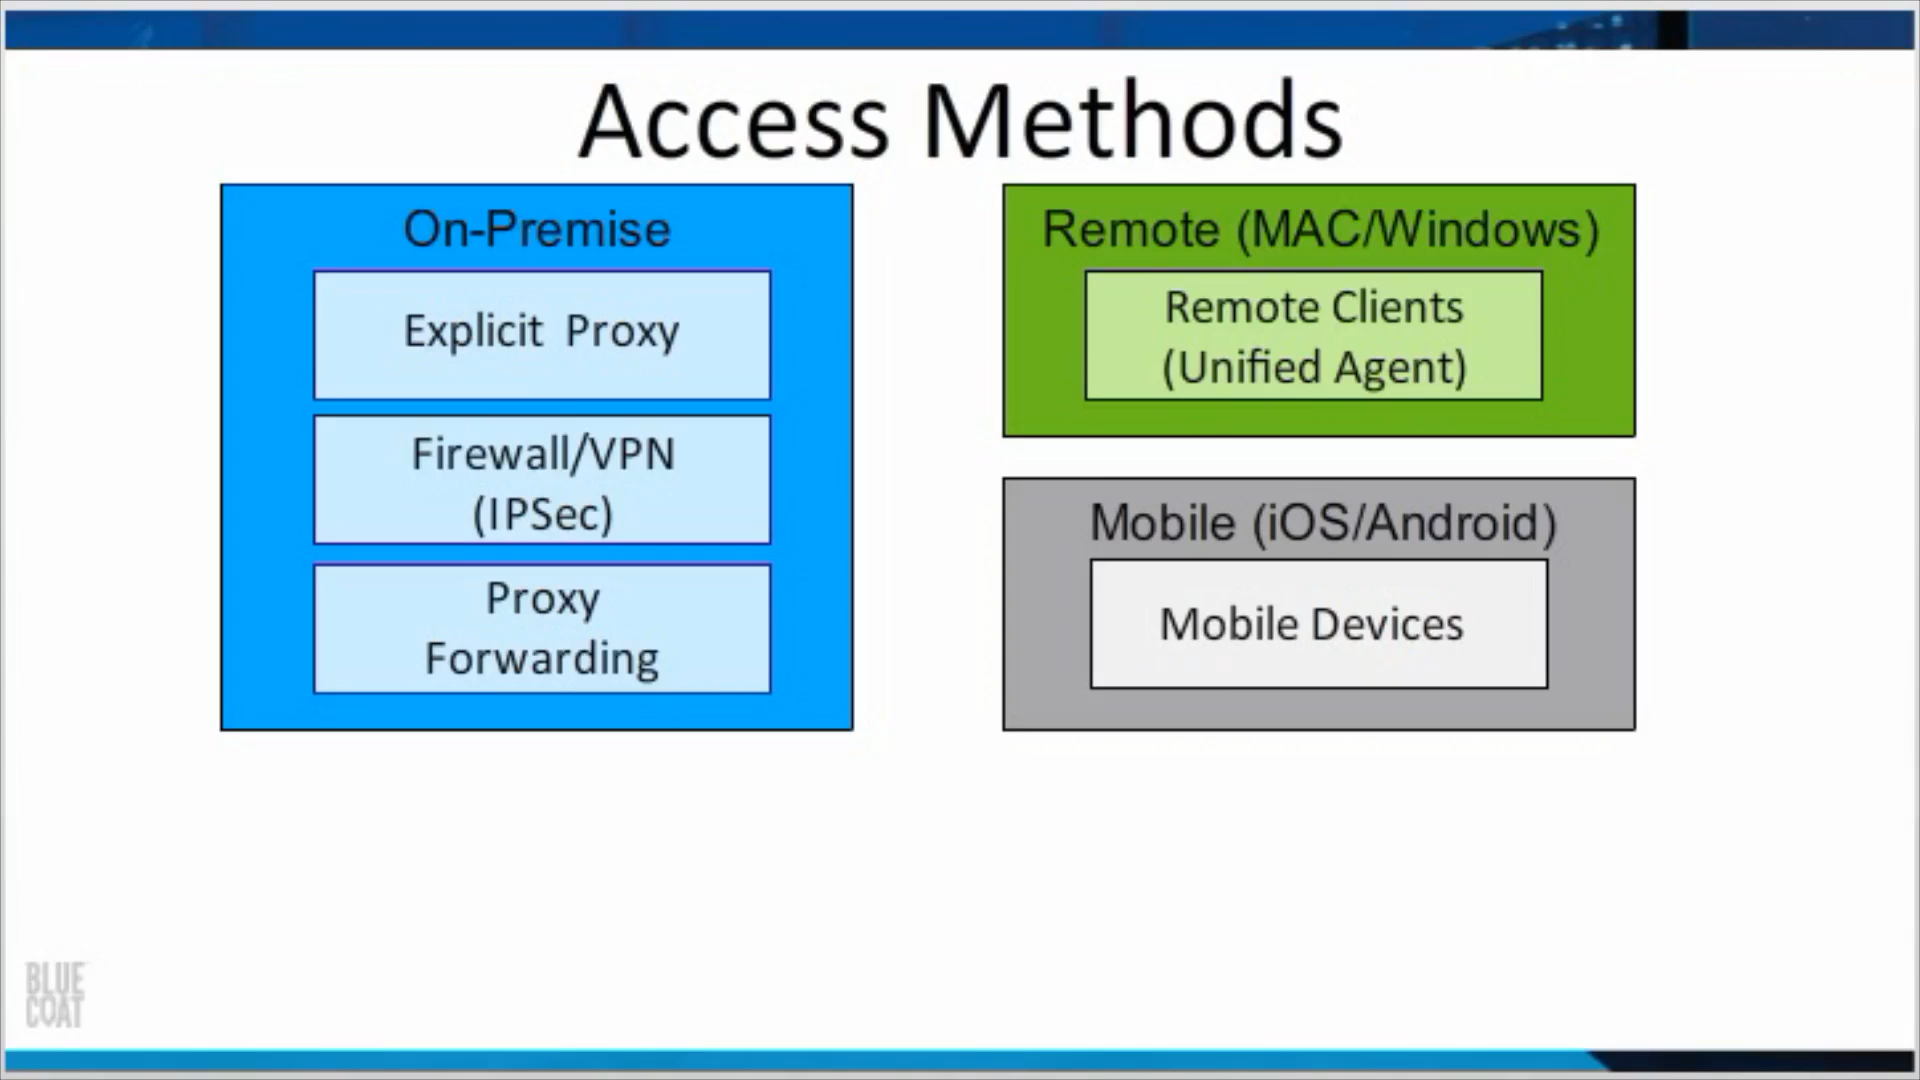 Access Methods
On-Premise
Explicit Proxy
Firewall/VPN
(IPSec)
Proxy
Forwarding
Remote (MAC/Windows)
Remote Clients
(Unified Agent)
Mobile (iOS/Android)
Mobile Devices
BLUE
COAT